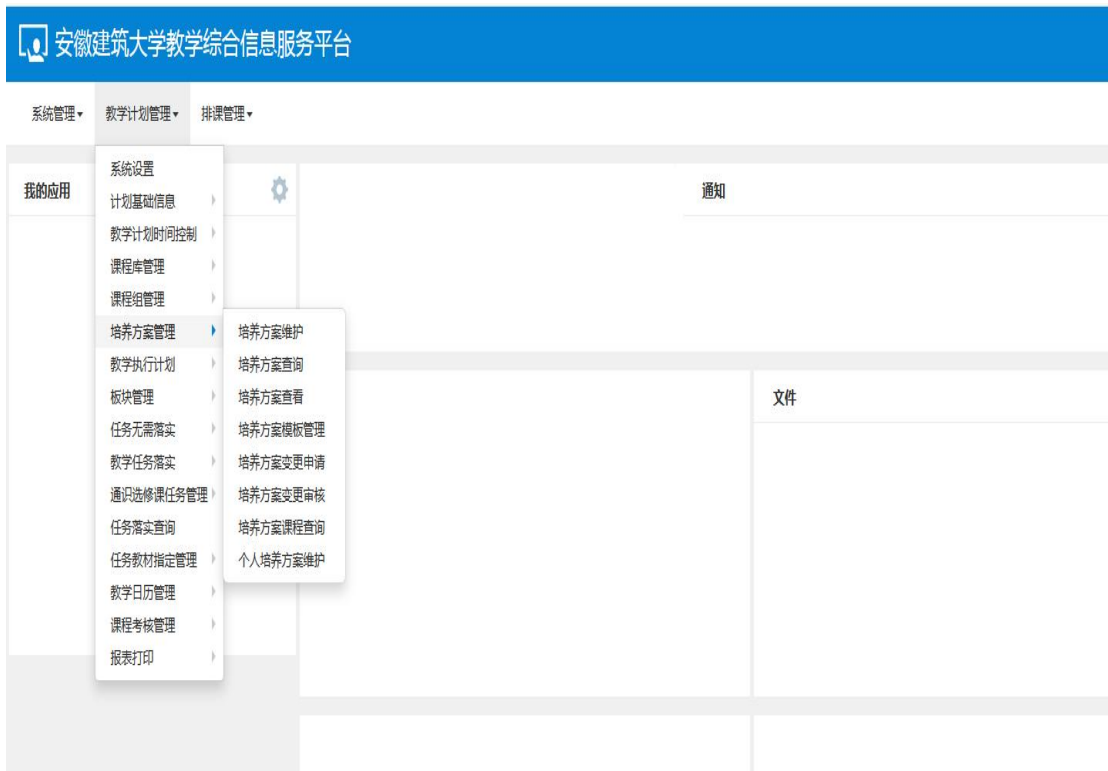 安徽建筑大学教学综合信息服务平台
系统管理 教学计划管理 排课管理
系统设置
我的应用
通知
计划基础信息
教学计划时间控制
课程库管理
课程组管理
培养方案管理
培养方案维护
教学执行计划
培养方案查询
板块管理
培养方案查看
文件
任务无需落实
培养方案模板管理
教学任务落实
培养方案变更申请
通识选修课任务管理
培养方案变更审核
任务落实查询
培养方案课程查询
任务教材指定管理
个人培养方案维护
教学日历管理
课程考核管理
报表打印